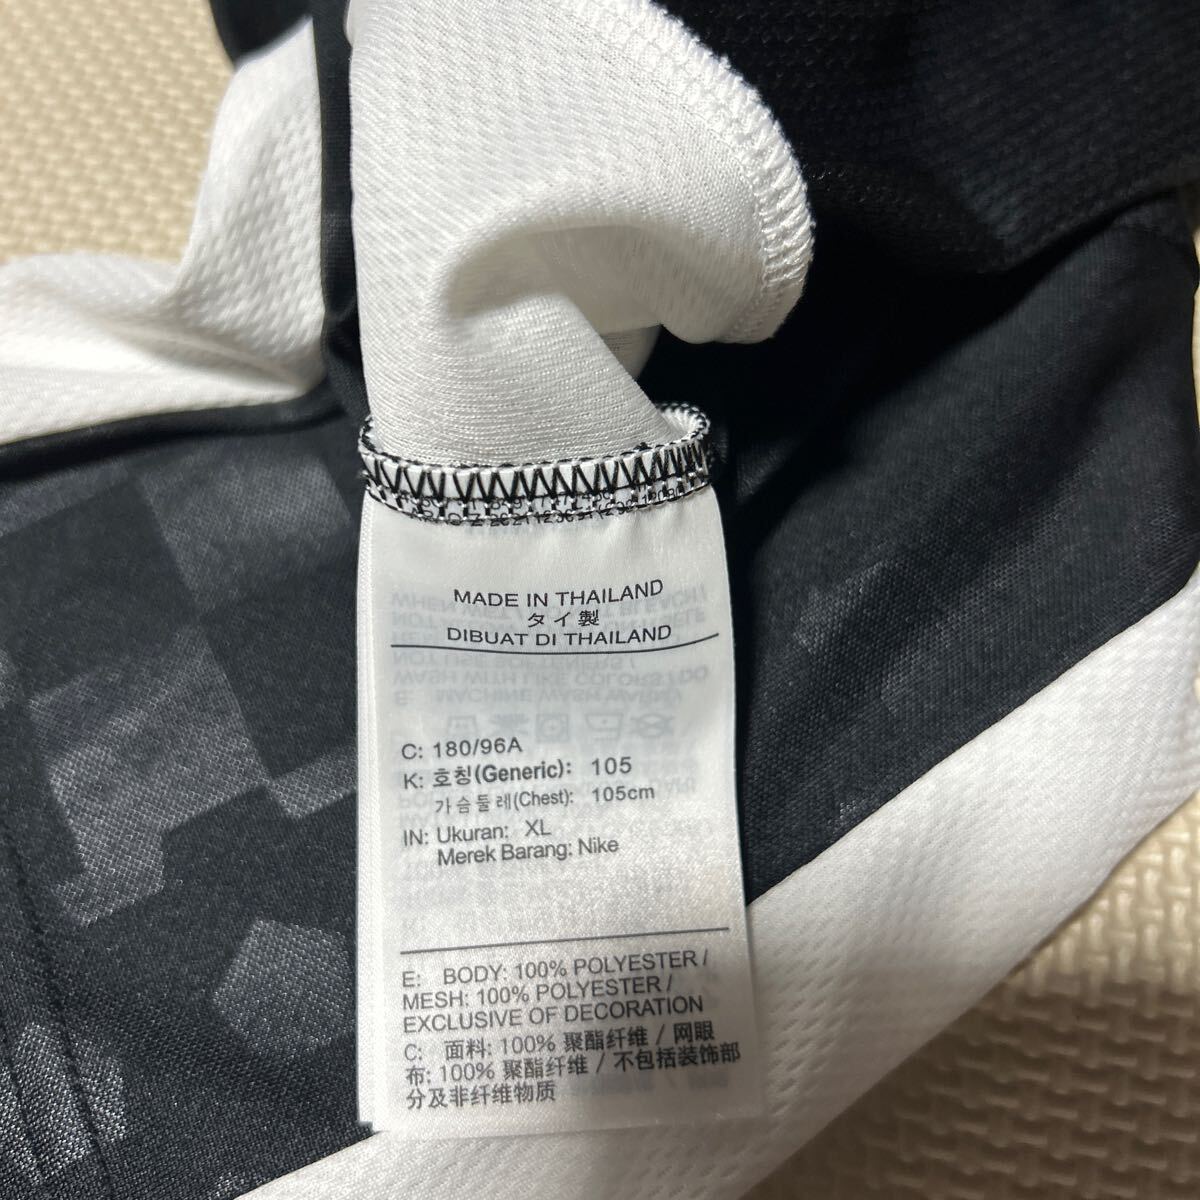 MADE IN THAILAND
タイ製
DIBUAT DI THAILAND
C: 180/96A
K: 호칭(Generic): 105
가슴둘레(Chest): 105cm
IN: Ukuran: XL
Merek Barang: Nike
E: BODY: 100% POLYESTER /
MESH: 100% POLYESTER /
EXCLUSIVE OF DECORATION
C: 面料: 100% 聚酯纤维 / 网眼
布: 100% 聚酯纤维 / 不包括装饰部
分及非纤维物质